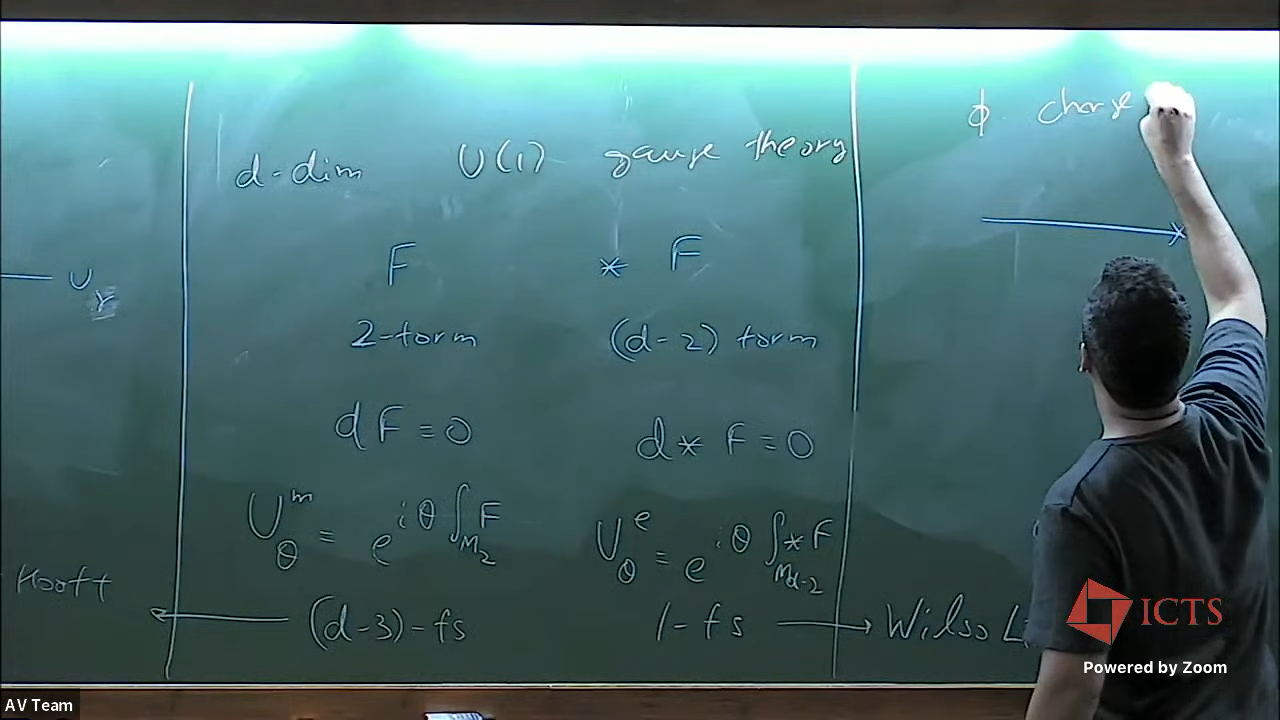 U_γ
Hooft
d-dim U(1) gauge theory
F * F
2-form (d-2) form
dF = 0 d * F = 0
U^m_θ = e^{iθ ∫_{M_2} F} U^e_θ = e^{iθ ∫_{M_{d-2}} * F}
(d-3)-fs 1-fs → Wilso L
φ. charge
ICTS
Powered by Zoom
AV Team